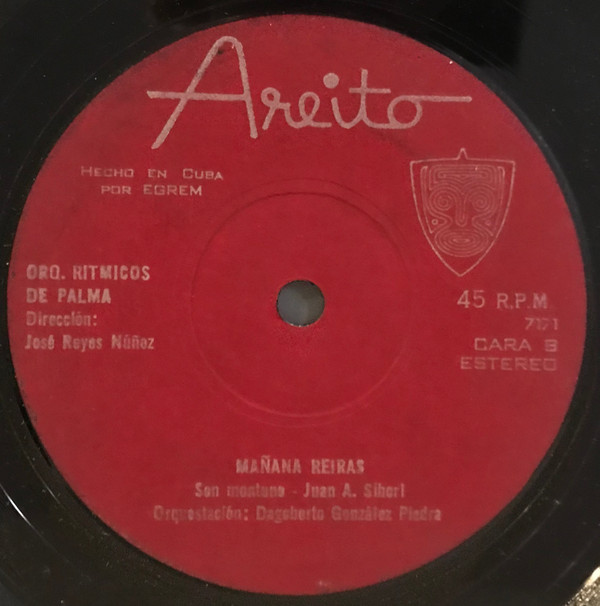 Areito
HECHO EN CUBA
POR EGREM
ORQ. RITMICOS
DE PALMA
Dirección:
José Reyes Núñez
45 R.P.M.
7171
CARA B
ESTEREO
MAÑANA REIRAS
Son montuno - Juan A. Siberl
Orquestación: Dagoberto González Piedra